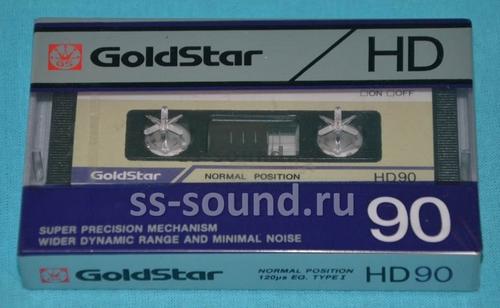 GS GoldStar HD
□ON □OFF
GoldStar NORMAL POSITION HD90
ss-sound.ru
90
SUPER PRECISION MECHANISM
WIDER DYNAMIC RANGE AND MINIMAL NOISE
GoldStar NORMAL POSITION
120μs EQ. TYPE I HD90